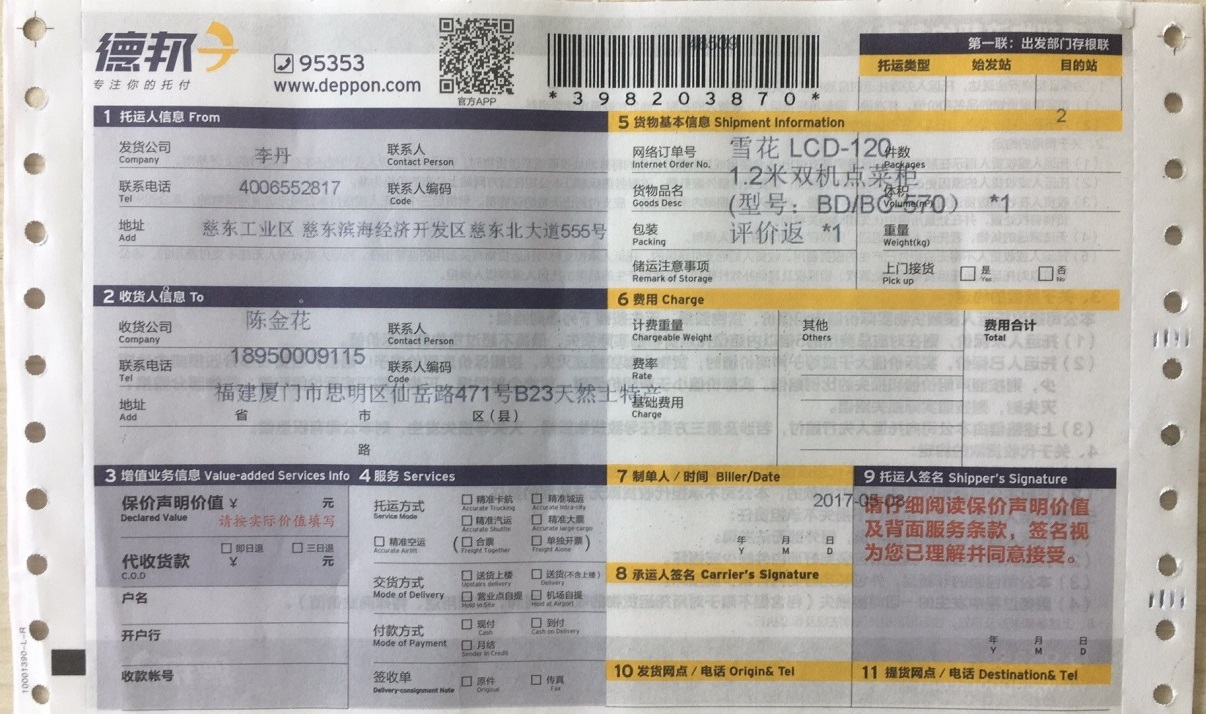 德邦
专注你的托付
95353
www.deppon.com
官方APP
*398203870*
第一联：出发部门存根联
托运类型 始发站 目的站
2
1 托运人信息 From
发货公司 李丹 联系人
Company Contact Person
联系电话 4006552817 联系人编码
Tel Code
地址 慈东工业区 慈东滨海经济开发区慈东北大道555号
Add
2 收货人信息 To
收货公司 陈金花 联系人
Company Contact Person
联系电话 18950009115 联系人编码
Tel Code
地址 福建厦门市思明区仙岳路471号B23天然土特产
Add 省 市 区(县)
路
5 货物基本信息 Shipment Information
网络订单号 雪花 LCD-120 件数
Internet Order No. Packages
1.2米双机点菜柜
货物品名 (型号：BD/BC-570） *1 体积
Goods Desc Volume(m³)
包装 评价返 *1 重量
Packing Weight(kg)
储运注意事项 上门接货 是 否
Remark of Storage Pick up Yes No
6 费用 Charge
计费重量 其他 费用合计
Chargeable Weight Others Total
费率
Rate
基础费用
Charge
3 增值业务信息 Value-added Services Info
保价声明价值 ¥ 元
Declared Value 请按实际价值填写
代收货款 即日退 三日退
C.O.D ¥ 元
户名
开户行
收款帐号
4 服务 Services
托运方式 精准卡航 精准城运
Service Mode Accurate Trucking Accurate Intra-city
精准汽运 精准大票
Accurate Shuttle Accurate large cargo
精准空运 (合票 单独开票)
Accurate Airlift Freight Together Freight Alone
交货方式 送货上楼 送货(不含上楼)
Mode of Delivery Upstairs delivery Delivery
营业点自提 机场自提
Hold to Site Hold at Airport
付款方式 现付 到付
Mode of Payment Cash Cash on Delivery
月结
Sender in Credit
签收单 原件 传真
Delivery-consignment Note Original Fax
7 制单人 / 时间 Biller/Date
年 月 日
Y M D
8 承运人签名 Carrier's Signature
9 托运人签名 Shipper's Signature
请仔细阅读保价声明价值
及背面服务条款，签名视
为您已理解并同意接受。
年 月 日
Y M D
10 发货网点 / 电话 Origin& Tel
11 提货网点 / 电话 Destination& Tel
10001390-L-R